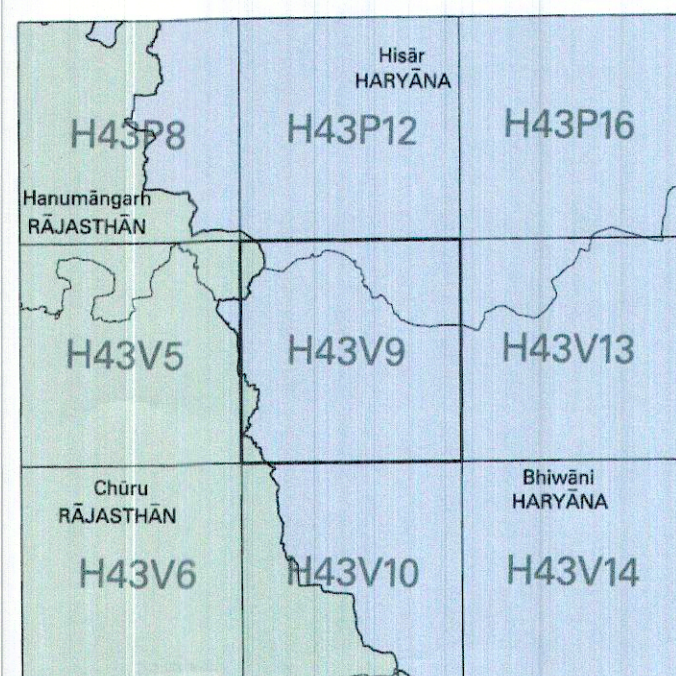 Hisār
HARYĀNA
H43P8
H43P12
H43P16
Hanumāngarh
RĀJASTHĀN
H43V5
H43V9
H43V13
Chūru
RĀJASTHĀN
Bhiwāni
HARYĀNA
H43V6
H43V10
H43V14